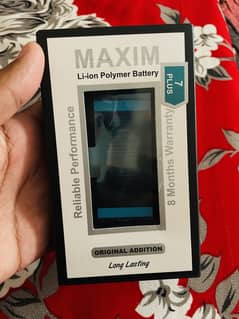 MAXIM
Li-ion Polymer Battery
7
PLUS
Reliable Performance
8 Months Warranty
ORIGINAL ADDITION
Long Lasting